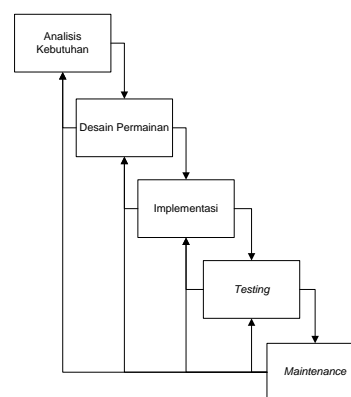 Analisis
Kebutuhan
Desain Permainan
Implementasi
Testing
Maintenance